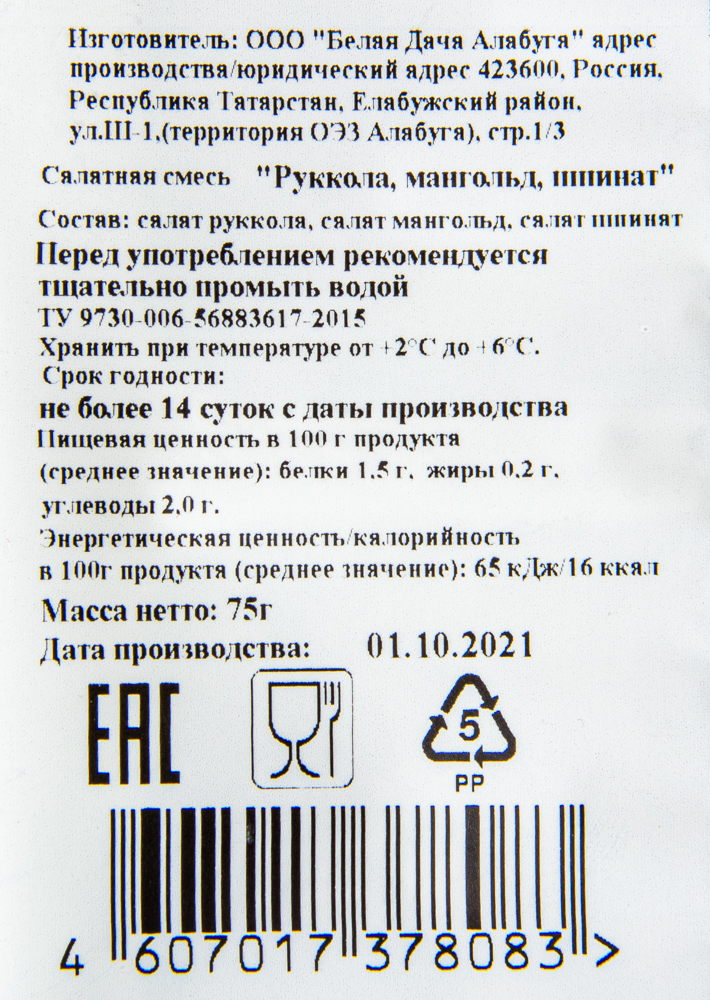 Изготовитель: ООО "Белая Дача Алабуга" адрес
производства/юридический адрес 423600, Россия,
Республика Татарстан, Елабужский район,
ул.Ш-1,(территория ОЭЗ Алабуга), стр.1/3
Салатная смесь "Руккола, мангольд, шпинат"
Состав: салат руккола, салат мангольд, салат шпинат
Перед употреблением рекомендуется
тщательно промыть водой
ТУ 9730-006-56883617-2015
Хранить при температуре от +2°С до +6°С.
Срок годности:
не более 14 суток с даты производства
Пищевая ценность в 100 г продукта
(среднее значение): белки 1,5 г, жиры 0,2 г,
углеводы 2,0 г.
Энергетическая ценность/калорийность
в 100г продукта (среднее значение): 65 кДж/16 ккал
Масса нетто: 75г
Дата производства: 01.10.2021
EAC
5
PP
4 607017 378083 >